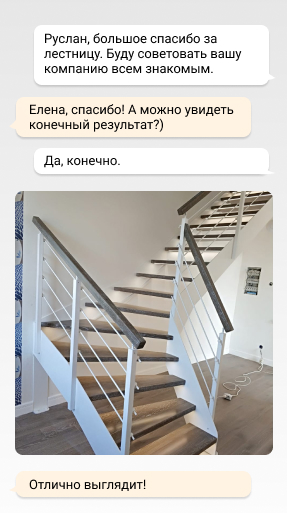 Руслан, большое спасибо за
лестницу. Буду советовать вашу
компанию всем знакомым.
Елена, спасибо! А можно увидеть
конечный результат?)
Да, конечно.
Отлично выглядит!